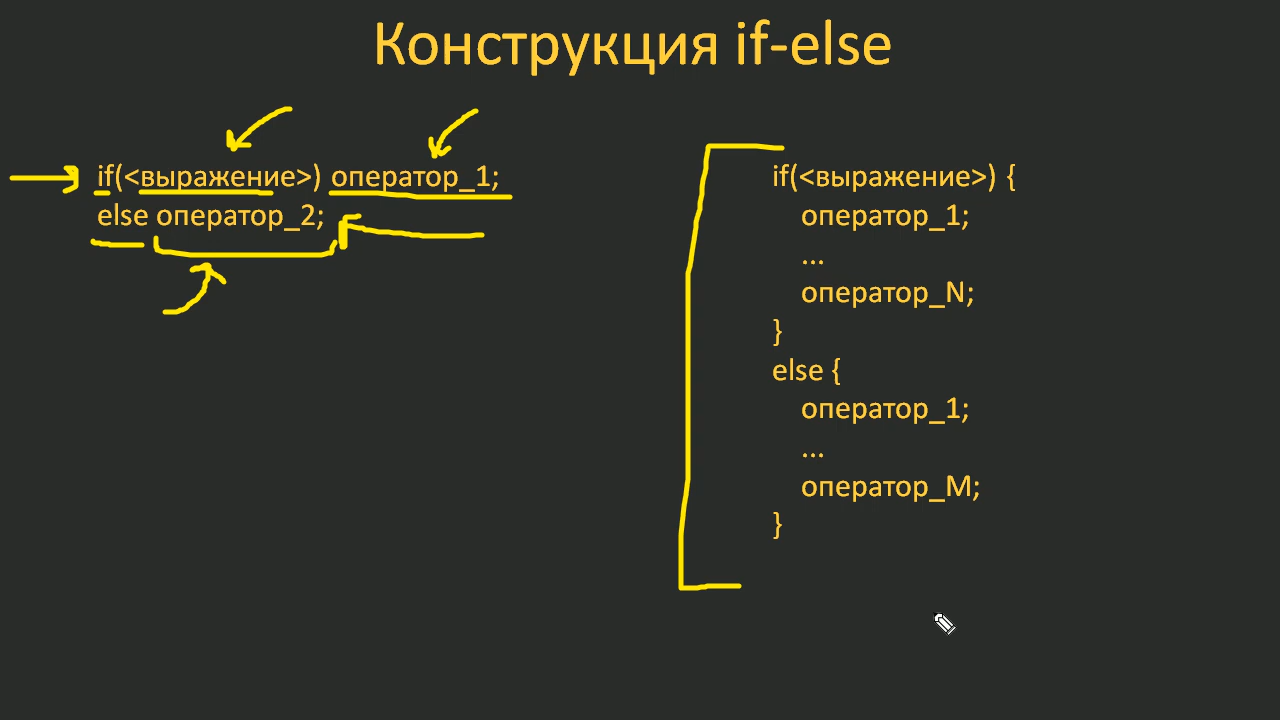 Конструкция if-else
if(<выражение>) оператор_1;
else оператор_2;
if(<выражение>) {
оператор_1;
...
оператор_N;
}
else {
оператор_1;
...
оператор_M;
}